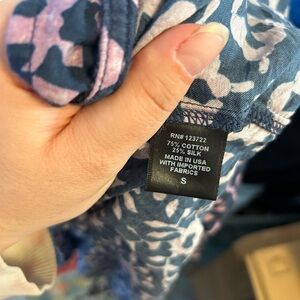 RN# 123722
75% COTTON
25% SILK
MADE IN USA
WITH IMPORTED
FABRICS
S